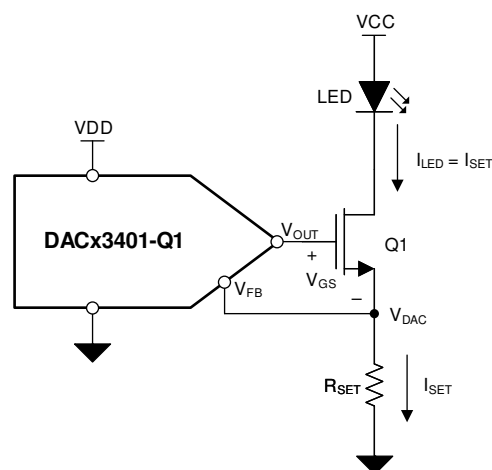 VCC
LED
VDD
I_LED = I_SET
DACx3401-Q1
V_OUT
Q1
+
V_GS
V_FB
–
V_DAC
R_SET
I_SET